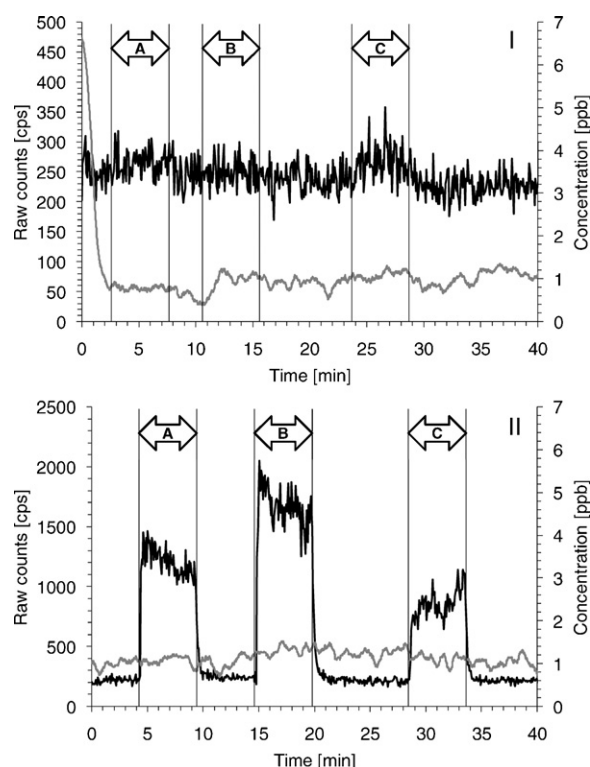 I
A
B
C
500
450
400
350
300
250
200
150
100
50
0
Raw counts [cps]
7
6
5
4
3
2
1
0
Concentration [ppb]
0 5 10 15 20 25 30 35 40
Time [min]
II
A
B
C
2500
2000
1500
1000
500
0
Raw counts [cps]
7
6
5
4
3
2
1
0
Concentration [ppb]
0 5 10 15 20 25 30 35 40
Time [min]